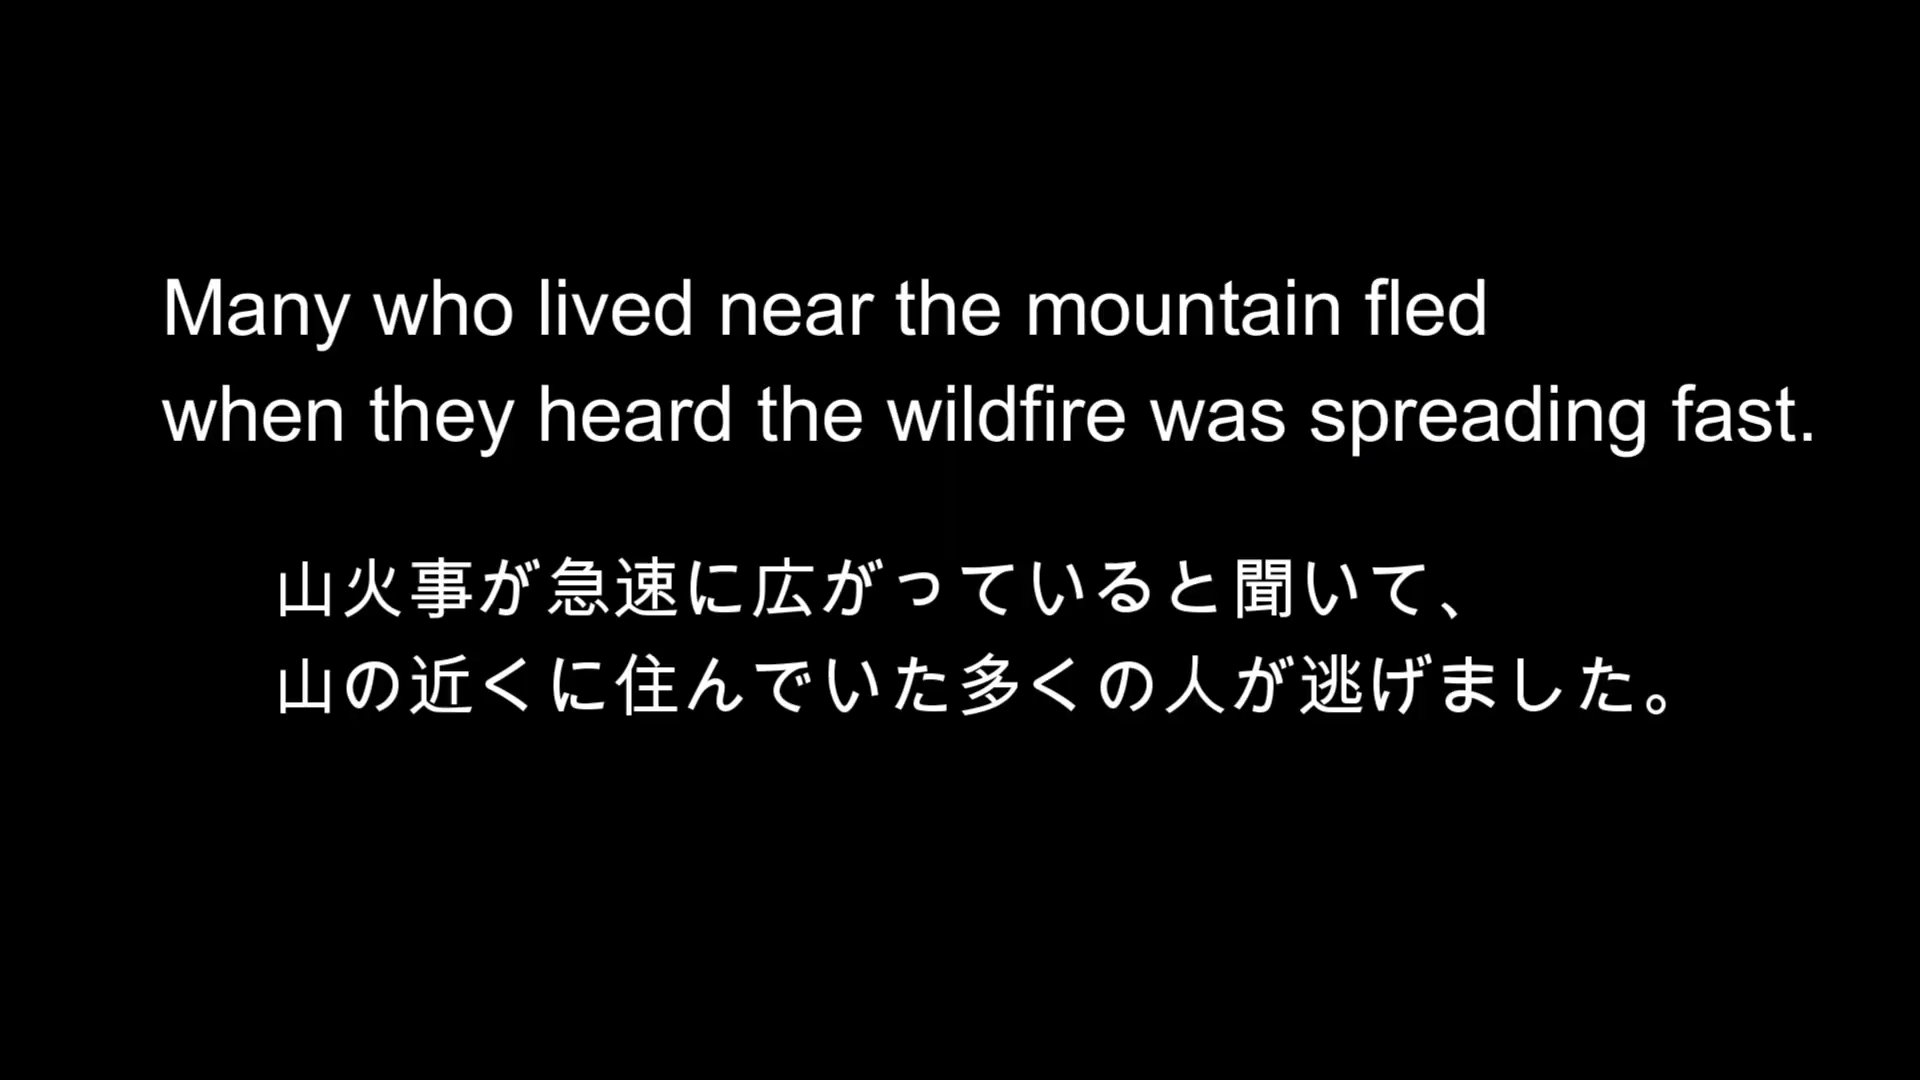 Many who lived near the mountain fled
when they heard the wildfire was spreading fast.
山火事が急速に広がっていると聞いて、
山の近くに住んでいた多くの人が逃げました。